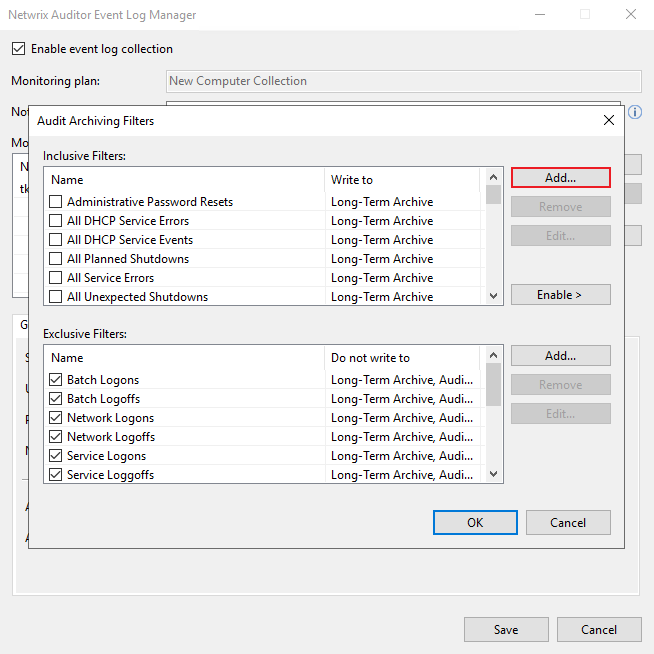 Netwrix Auditor Event Log Manager
Enable event log collection
Monitoring plan: New Computer Collection
Audit Archiving Filters
Inclusive Filters:
Name Write to
Add...
Administrative Password Resets Long-Term Archive
Remove
All DHCP Service Errors Long-Term Archive
All DHCP Service Events Long-Term Archive
Edit...
All Planned Shutdowns Long-Term Archive
All Service Errors Long-Term Archive
All Unexpected Shutdowns Long-Term Archive
Enable >
Exclusive Filters:
Name Do not write to
Add...
Batch Logons Long-Term Archive, Audi...
Remove
Batch Logoffs Long-Term Archive, Audi...
Network Logons Long-Term Archive, Audi...
Edit...
Network Logoffs Long-Term Archive, Audi...
Service Logons Long-Term Archive, Audi...
Service Loggoffs Long-Term Archive, Audi...
OK Cancel
Save Cancel